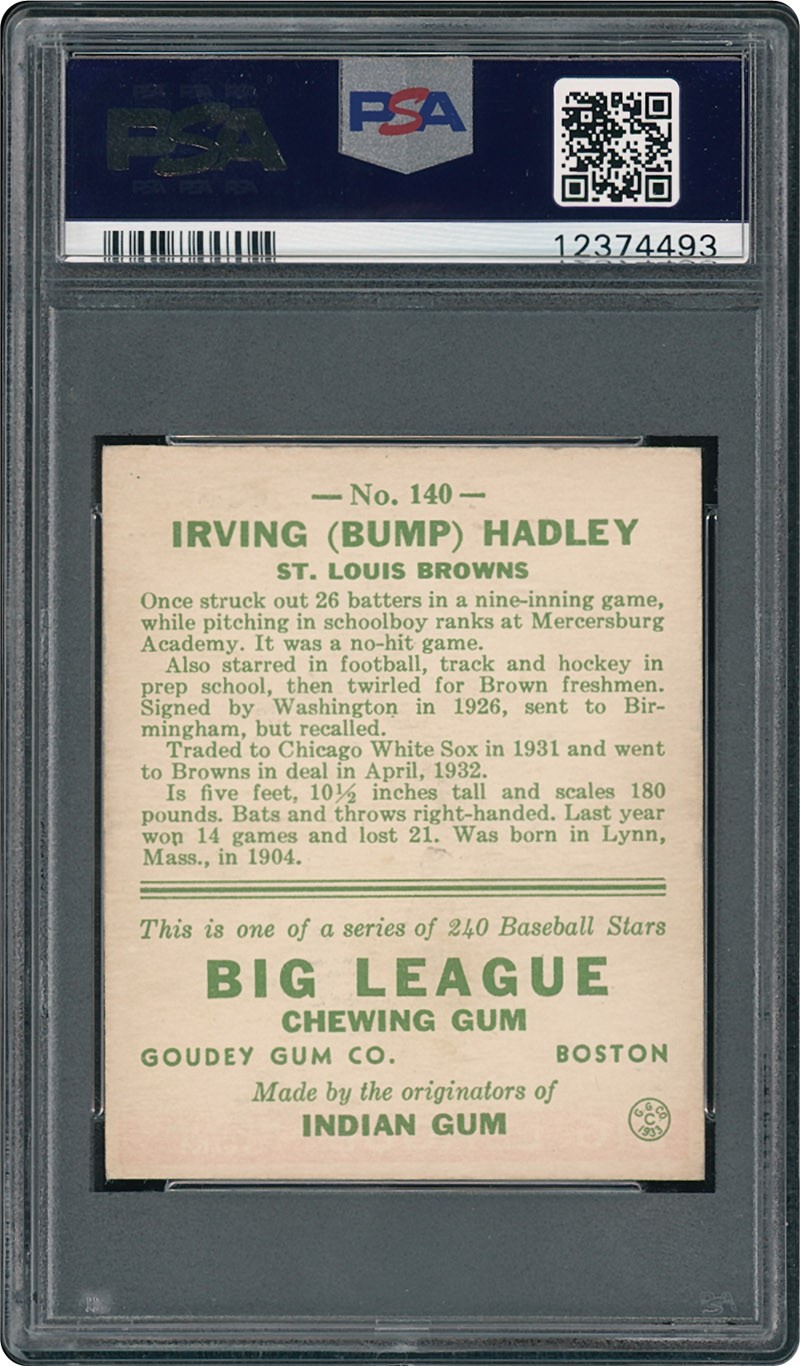 PSA
PSA
PSA PSA PSA
12374493
— No. 140 —
IRVING (BUMP) HADLEY
ST. LOUIS BROWNS
Once struck out 26 batters in a nine-inning game,
while pitching in schoolboy ranks at Mercersburg
Academy. It was a no-hit game.
Also starred in football, track and hockey in
prep school, then twirled for Brown freshmen.
Signed by Washington in 1926, sent to Bir-
mingham, but recalled.
Traded to Chicago White Sox in 1931 and went
to Browns in deal in April, 1932.
Is five feet, 10½ inches tall and scales 180
pounds. Bats and throws right-handed. Last year
won 14 games and lost 21. Was born in Lynn,
Mass., in 1904.
This is one of a series of 240 Baseball Stars
BIG LEAGUE
CHEWING GUM
GOUDEY GUM CO. BOSTON
Made by the originators of
INDIAN GUM
G. G. CO.
C
1933
PSA